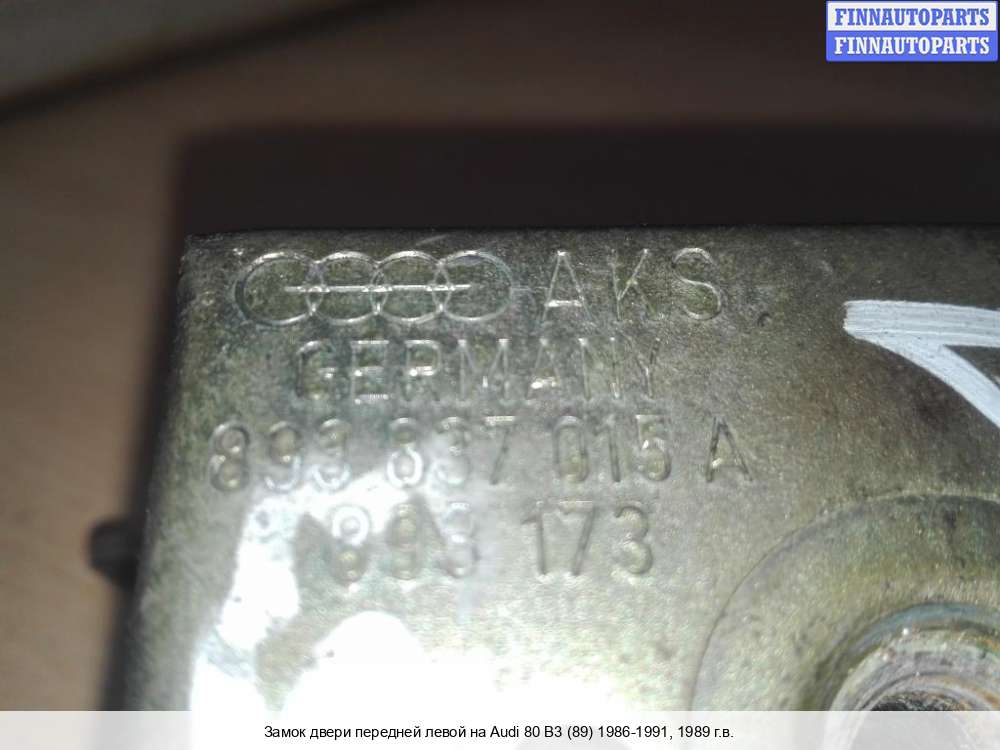 FINNAUTOPARTS
FINNAUTOPARTS
AKS.
GERMANY
893 837 015 A
893 173
Замок двери передней левой на Audi 80 B3 (89) 1986-1991, 1989 г.в.